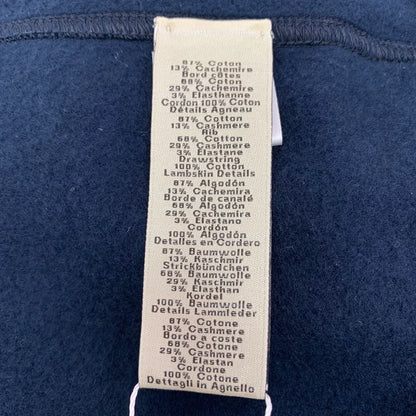 87% Coton
13% Cachemire
Bord côtes
68% Coton
29% Cachemire
3% Elasthanne
Cordon 100% Coton
Détails Agneau
87% Cotton
13% Cashmere
Rib
68% Cotton
29% Cashmere
3% Elastane
Drawstring
100% Cotton
Lambskin Details
87% Algodón
13% Cachemira
Borde de canalé
68% Algodón
29% Cachemira
3% Elastano
Cordón
100% Algodón
Detalles en Cordero
87% Baumwolle
13% Kaschmir
Strickbündchen
68% Baumwolle
29% Kaschmir
3% Elasthan
Kordel
100% Baumwolle
Details Lammleder
87% Cotone
13% Cashmere
Bordo a coste
68% Cotone
29% Cashmere
3% Elastan
Cordone
100% Cotone
Dettagli in Agnello